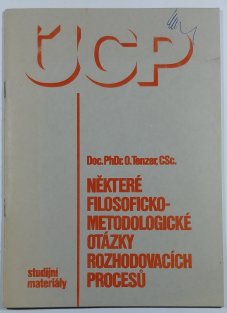 ÚCP
Doc. PhDr. O. Tenzer, CSc.
NĚKTERÉ
FILOSOFICKO-
METODOLOGICKÉ
OTÁZKY
ROZHODOVACÍCH
PROCESŮ
studijní
materiály